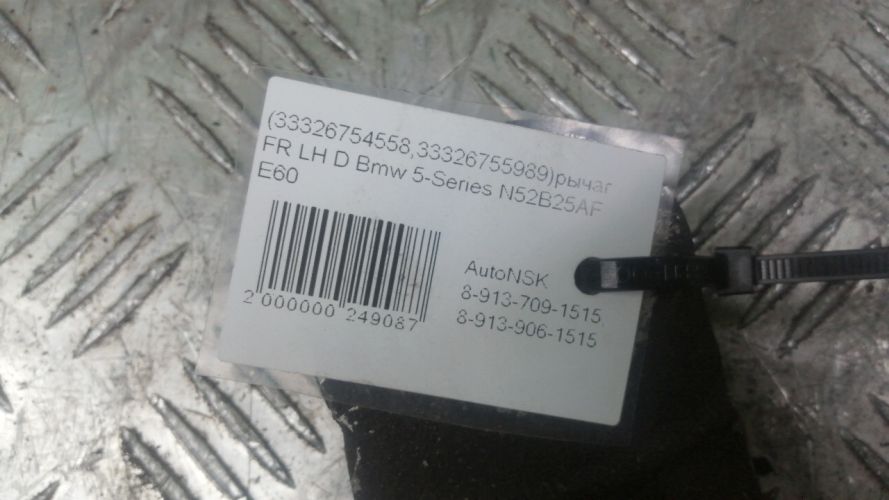 (33326754558,33326755989)рычаг
FR LH D Bmw 5-Series N52B25AF
E60
2 000000 249087
AutoNSK
8-913-709-1515,
8-913-906-1515